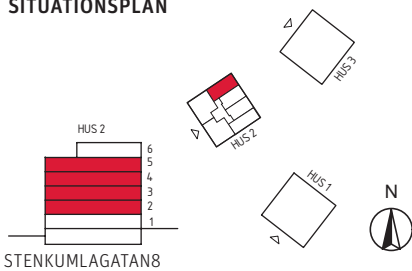 SITUATIONSPLAN
HUS 3
HUS 2
HUS 2
6
5
4
3
2
1
HUS 1
N
STENKUMLAGATAN8